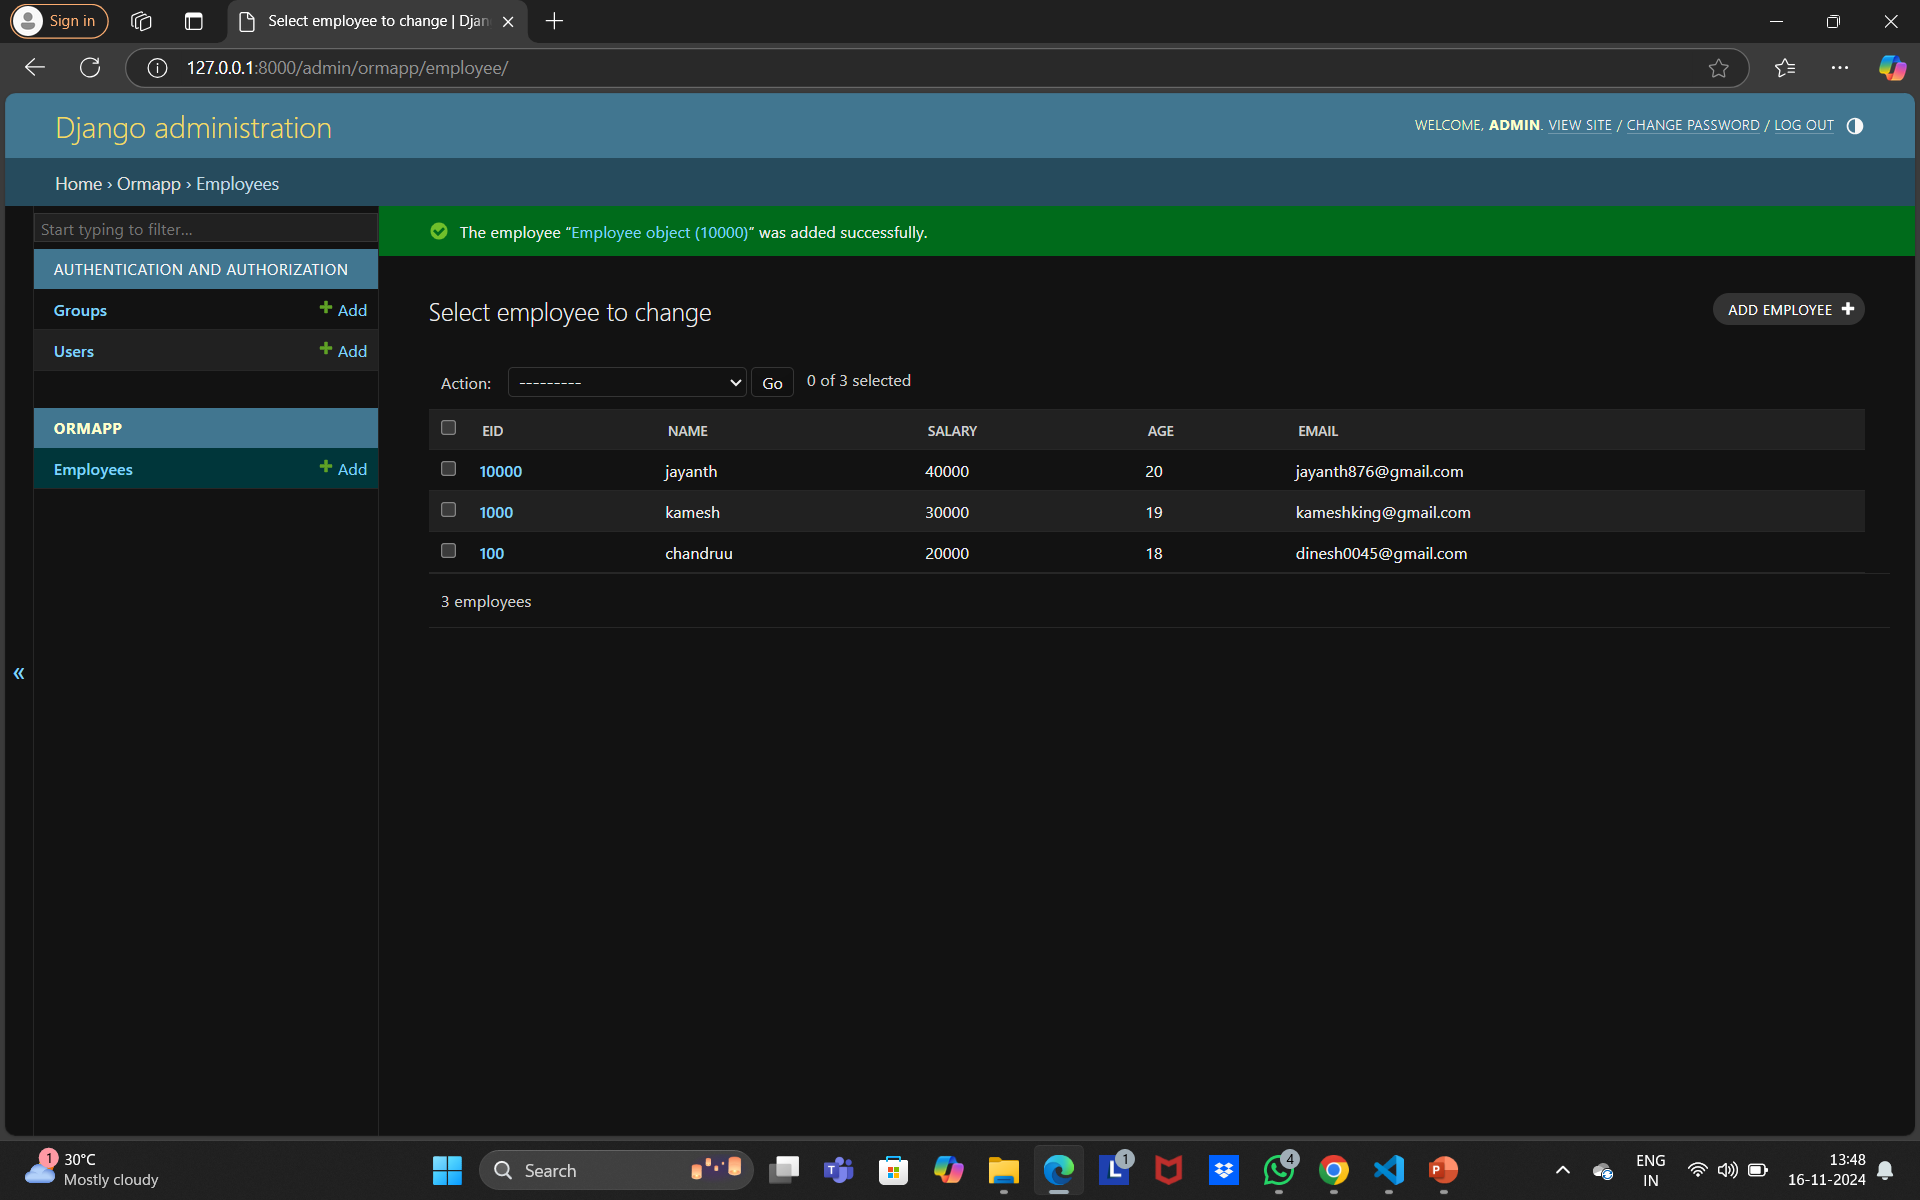 Sign in
Select employee to change | Djan
127.0.0.1:8000/admin/ormapp/employee/
Django administration
WELCOME, ADMIN. VIEW SITE / CHANGE PASSWORD / LOG OUT
Home › Ormapp › Employees
Start typing to filter...
The employee “Employee object (10000)” was added successfully.
AUTHENTICATION AND AUTHORIZATION
Groups Add
Users Add
ORMAPP
Employees Add
Select employee to change
ADD EMPLOYEE
Action: --------- Go 0 of 3 selected
EID NAME SALARY AGE EMAIL
10000 jayanth 40000 20 jayanth876@gmail.com
1000 kamesh 30000 19 kameshking@gmail.com
100 chandruu 20000 18 dinesh0045@gmail.com
3 employees
«
1
30°C
Mostly cloudy
Search
T
L
1
4
P
ENG
IN
13:48
16-11-2024